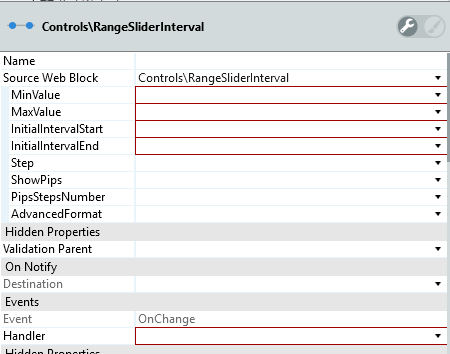 Controls\RangeSliderInterval
Name
Source Web Block Controls\RangeSliderInterval
MinValue
MaxValue
InitialIntervalStart
InitialIntervalEnd
Step
ShowPips
PipsStepsNumber
AdvancedFormat
Hidden Properties
Validation Parent
On Notify
Destination
Events
Event OnChange
Handler
Hidden Properties